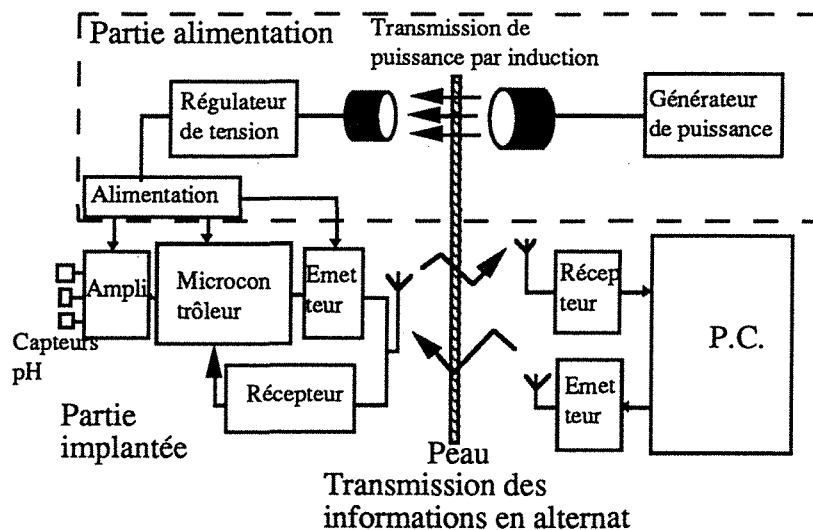 Partie alimentation
Transmission de
puissance par induction
Régulateur
de tension
Générateur
de puissance
Alimentation
Ampli
Microcon
trôleur
Emet
teur
Récep
teur
P.C.
Capteurs
pH
Récepteur
Emet
teur
Partie
implantée
Peau
Transmission des
informations en alternat